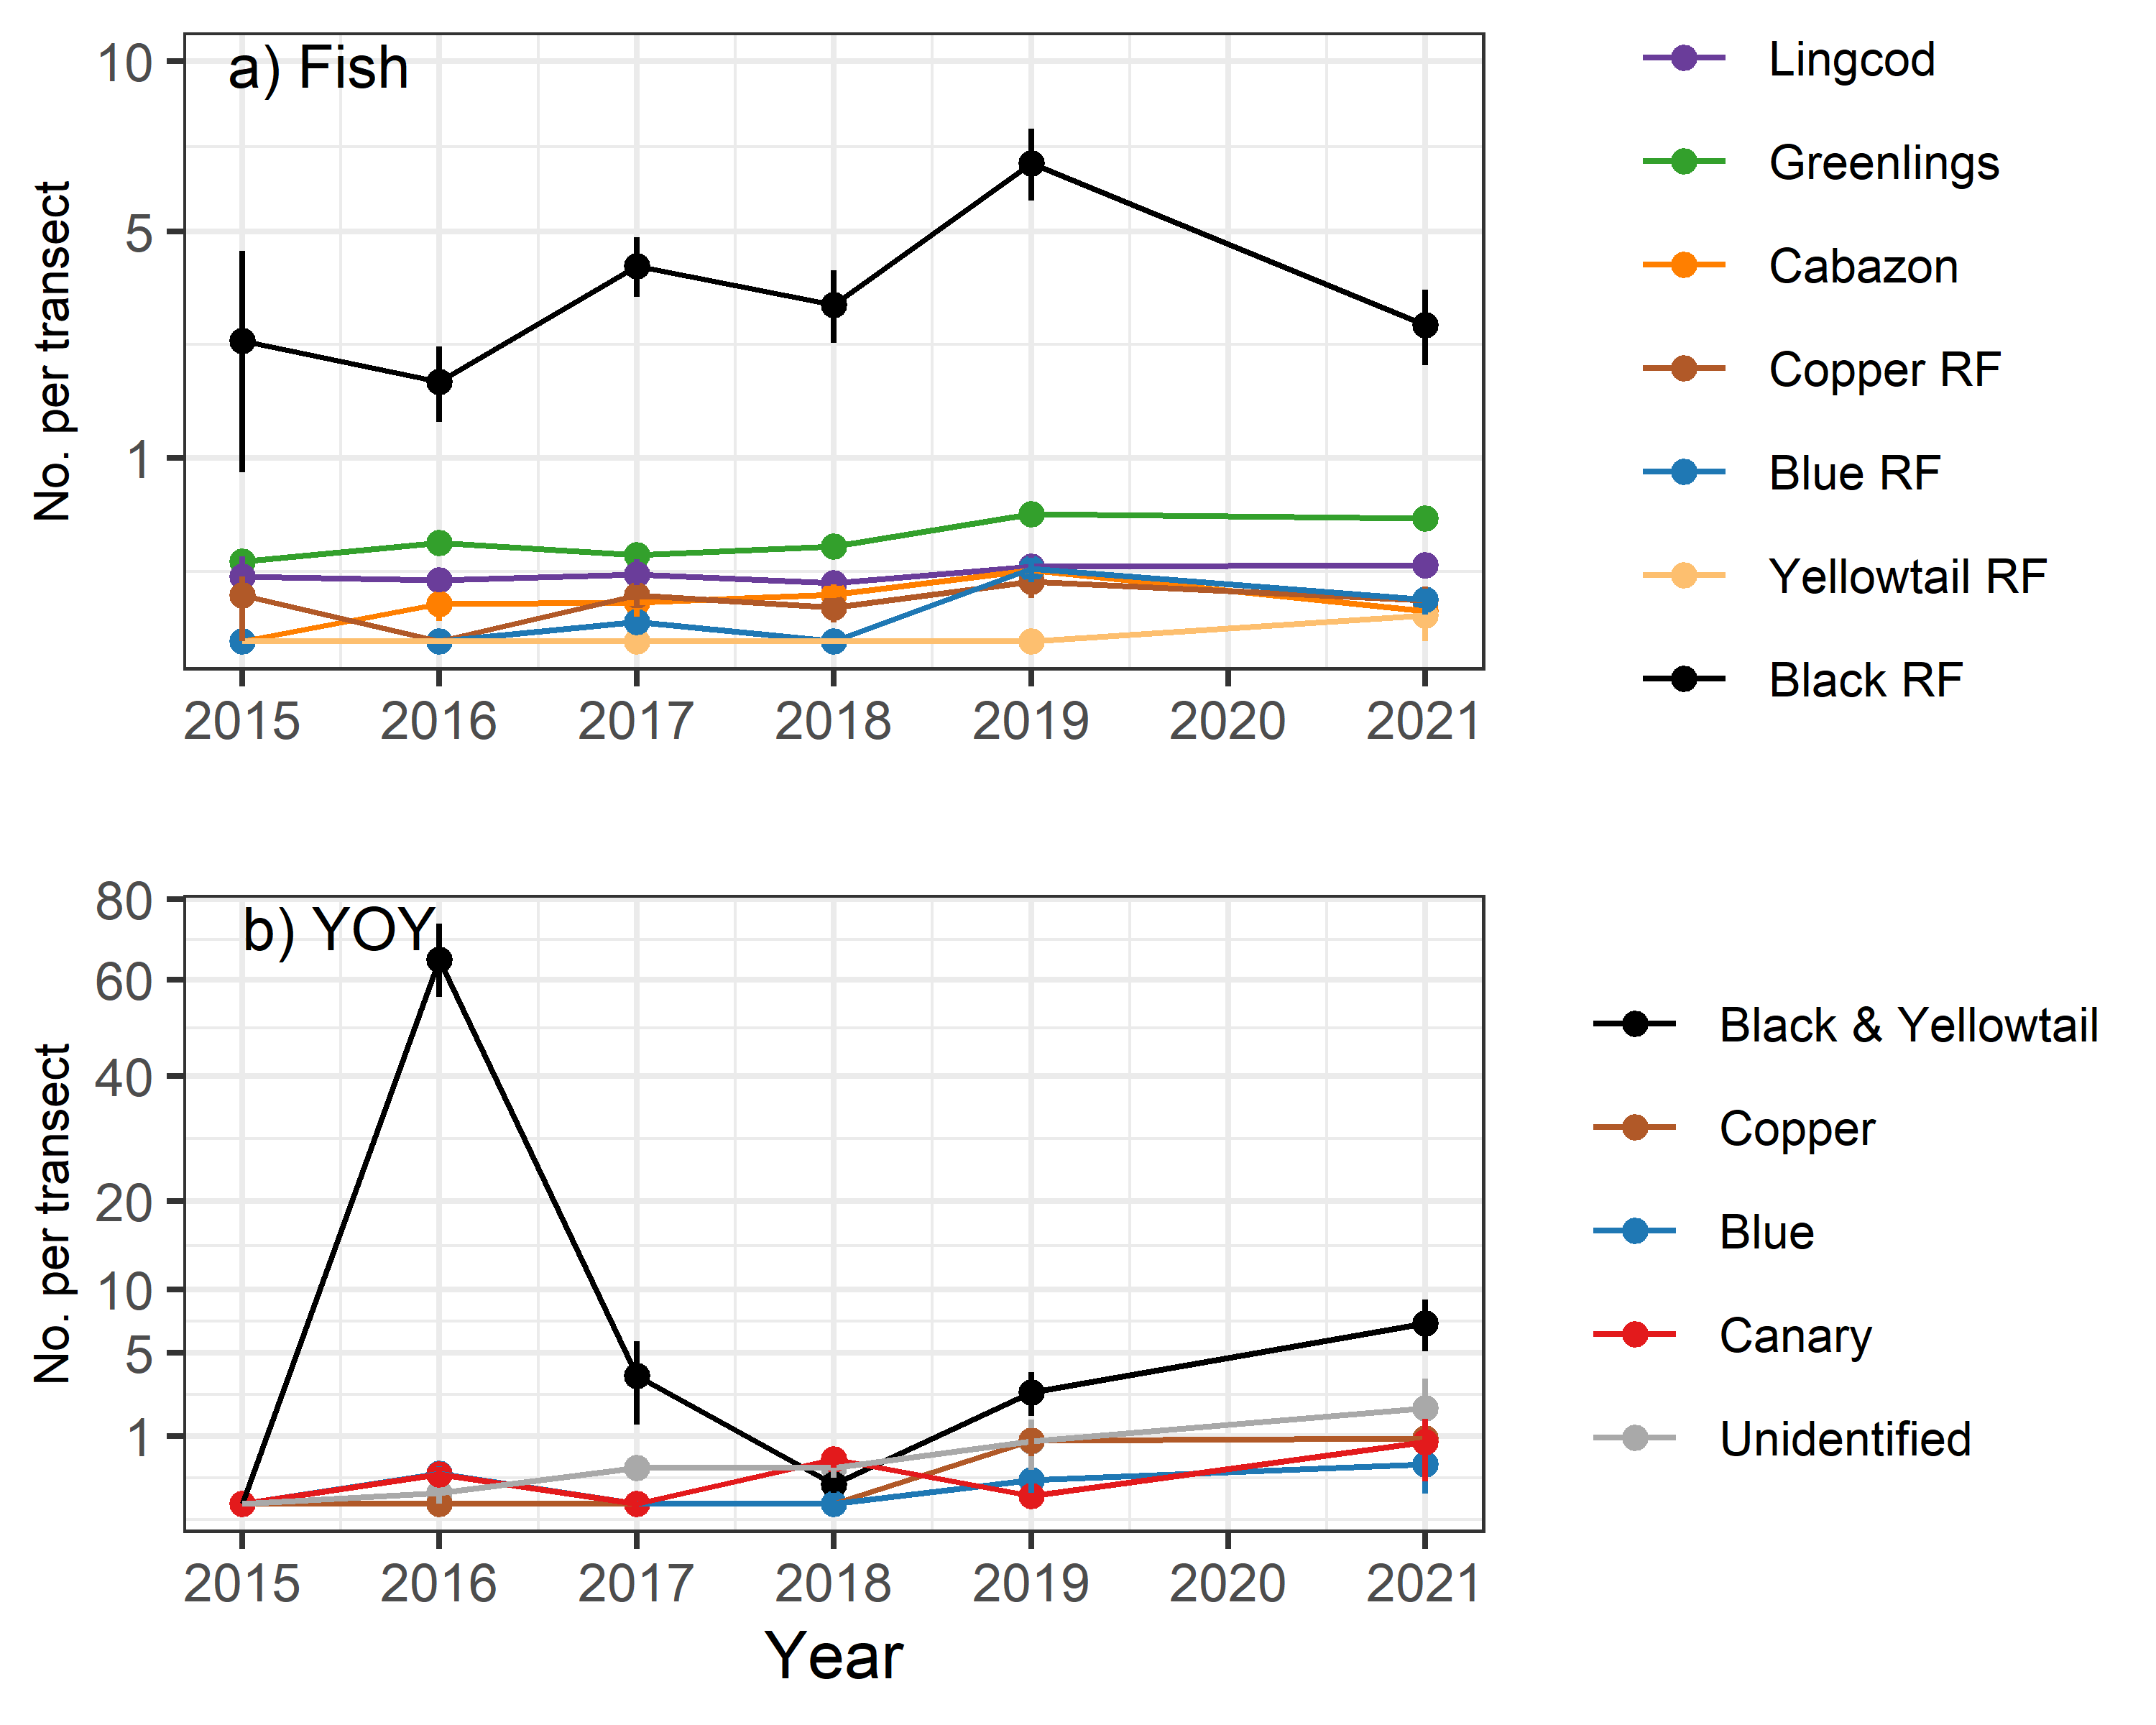 a) Fish
10
5
1
No. per transect
2015 2016 2017 2018 2019 2020 2021
Lingcod
Greenlings
Cabazon
Copper RF
Blue RF
Yellowtail RF
Black RF
b) YOY
80
60
40
20
10
5
1
No. per transect
2015 2016 2017 2018 2019 2020 2021
Year
Black & Yellowtail
Copper
Blue
Canary
Unidentified